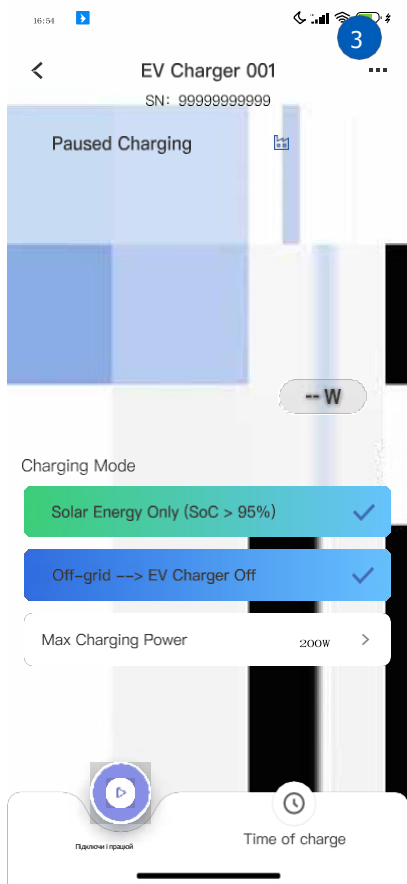 16:54
3
EV Charger 001
SN: 99999999999
Paused Charging
-- W
Charging Mode
Solar Energy Only (SoC > 95%)
Off-grid --> EV Charger Off
Max Charging Power 200W
Підключи і працюй
Time of charge